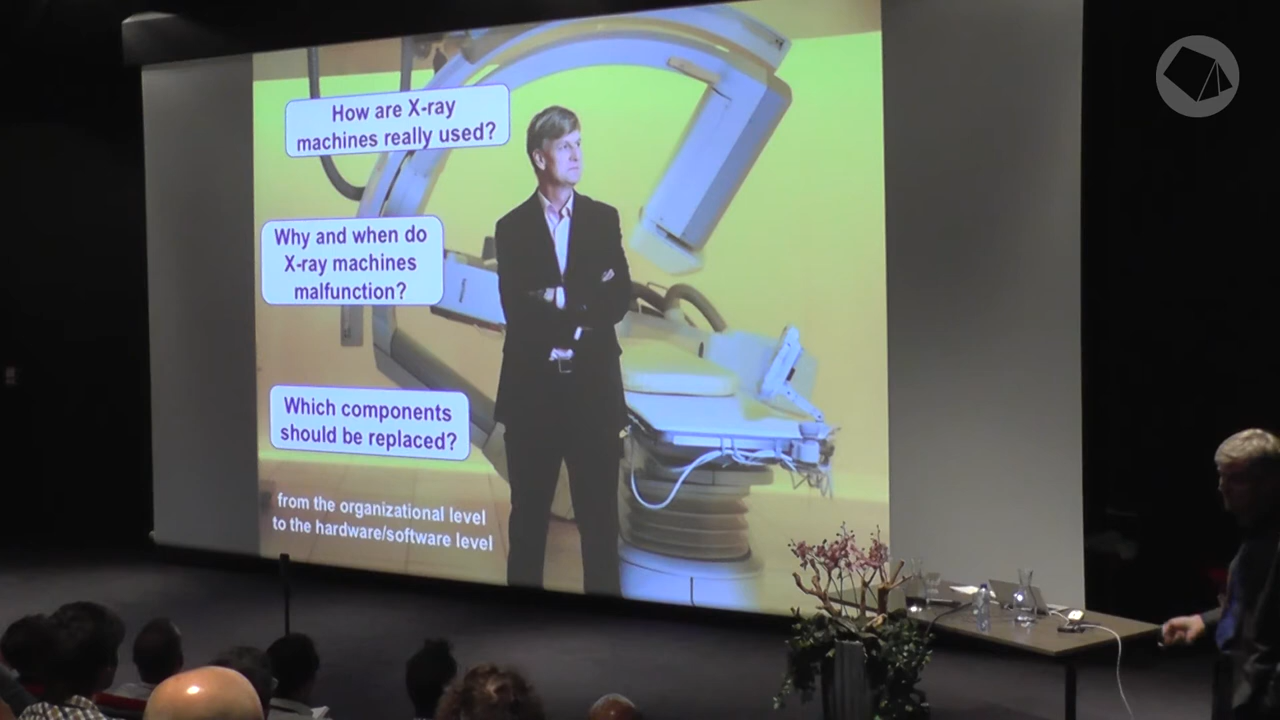 How are X-ray
machines really used?
Why and when do
X-ray machines
malfunction?
Which components
should be replaced?
from the organizational level
to the hardware/software level